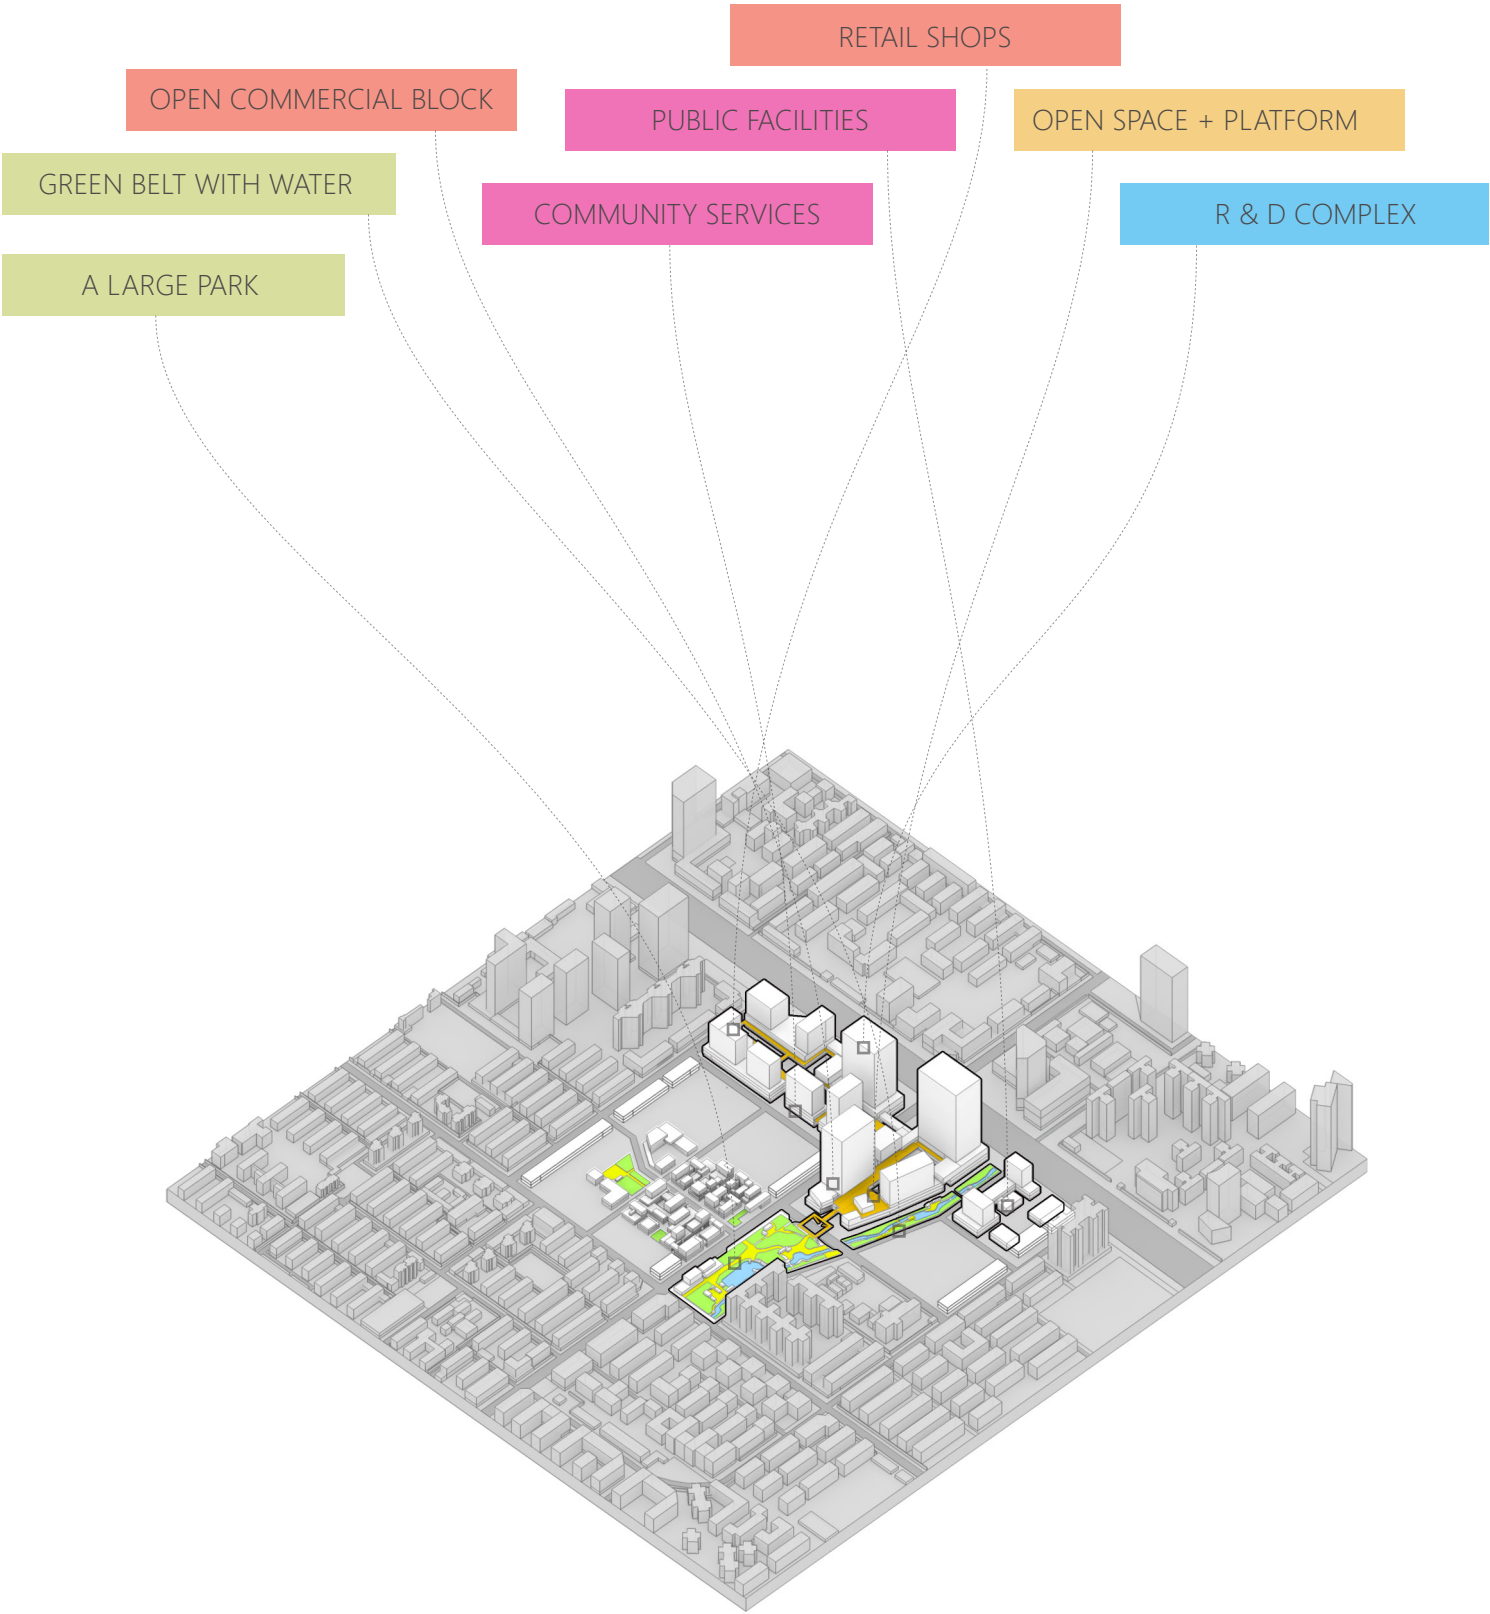 RETAIL SHOPS
OPEN COMMERCIAL BLOCK
PUBLIC FACILITIES
OPEN SPACE + PLATFORM
GREEN BELT WITH WATER
COMMUNITY SERVICES
R & D COMPLEX
A LARGE PARK